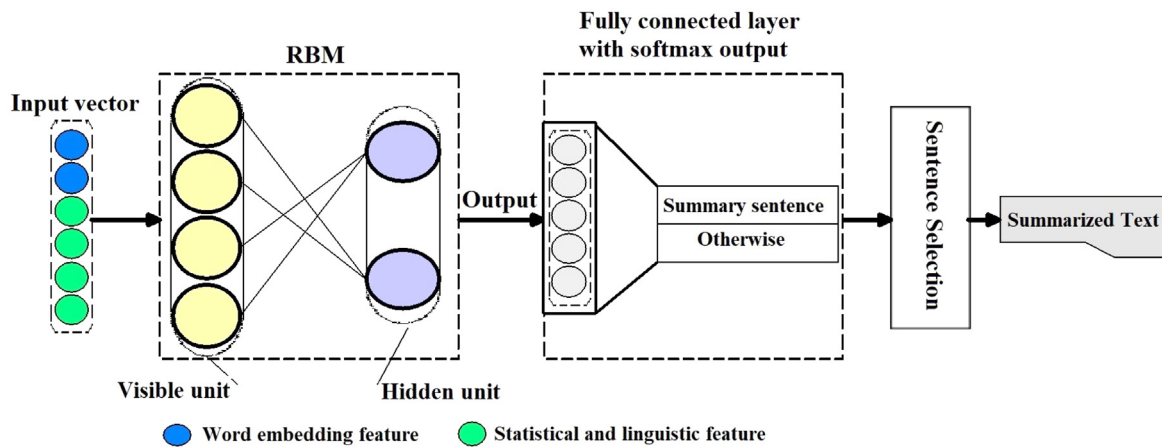 Fully connected layer
with softmax output
RBM
Input vector
Output
Summary sentence
Otherwise
Sentence Selection
Summarized Text
Visible unit
Hidden unit
Word embedding feature
Statistical and linguistic feature